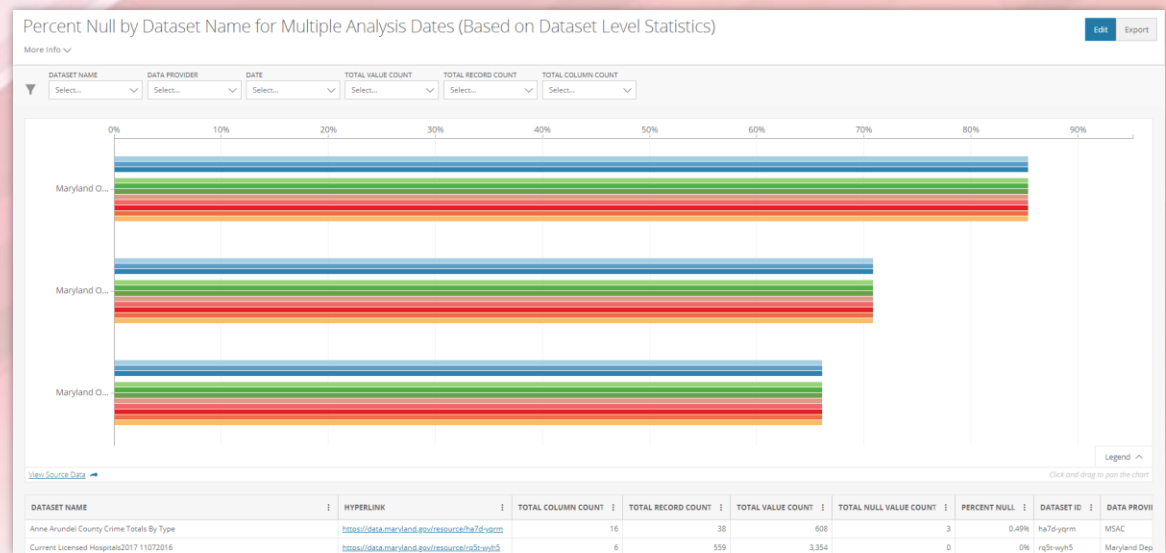 Percent Null by Dataset Name for Multiple Analysis Dates (Based on Dataset Level Statistics)
Edit Export
More Info
DATASET NAME DATA PROVIDER DATE TOTAL VALUE COUNT TOTAL RECORD COUNT TOTAL COLUMN COUNT
Select... Select... Select... Select... Select... Select...
0% 10% 20% 30% 40% 50% 60% 70% 80% 90%
Maryland O...
Maryland O...
Maryland O...
Legend
View Source Data Click and drag to pan the chart
DATASET NAME HYPERLINK TOTAL COLUMN COUNT TOTAL RECORD COUNT TOTAL VALUE COUNT TOTAL NULL VALUE COUNT PERCENT NULL DATASET ID DATA PROVI
Anne Arundel County Crime Totals By Type https://data.maryland.gov/resource/ha7d-yqrm 16 38 608 3 0.49% ha7d-yqrm MSAC
Current Licensed Hospitals2017 11072016 https://data.maryland.gov/resource/rq5t-wyh5 6 559 3,354 0 0% rq5t-wyh5 Maryland Dep